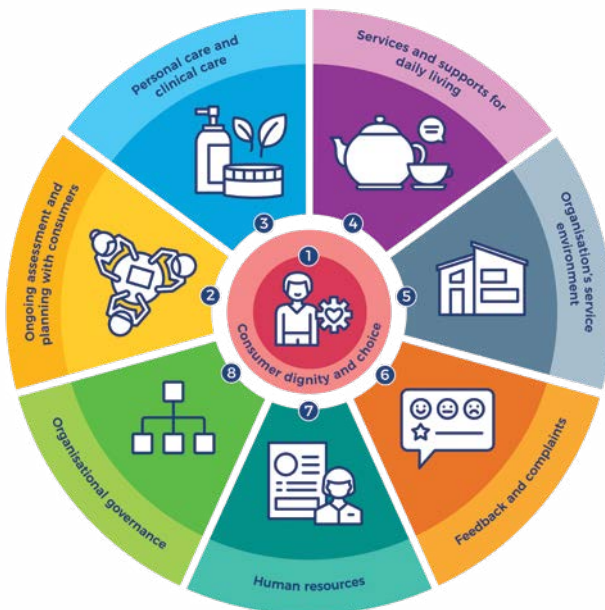 1
Consumer dignity and choice
2
Ongoing assessment and
planning with consumers
3
Personal care and
clinical care
4
Services and supports for
daily living
5
Organisation's service
environment
6
Feedback and complaints
7
Human resources
8
Organisational governance